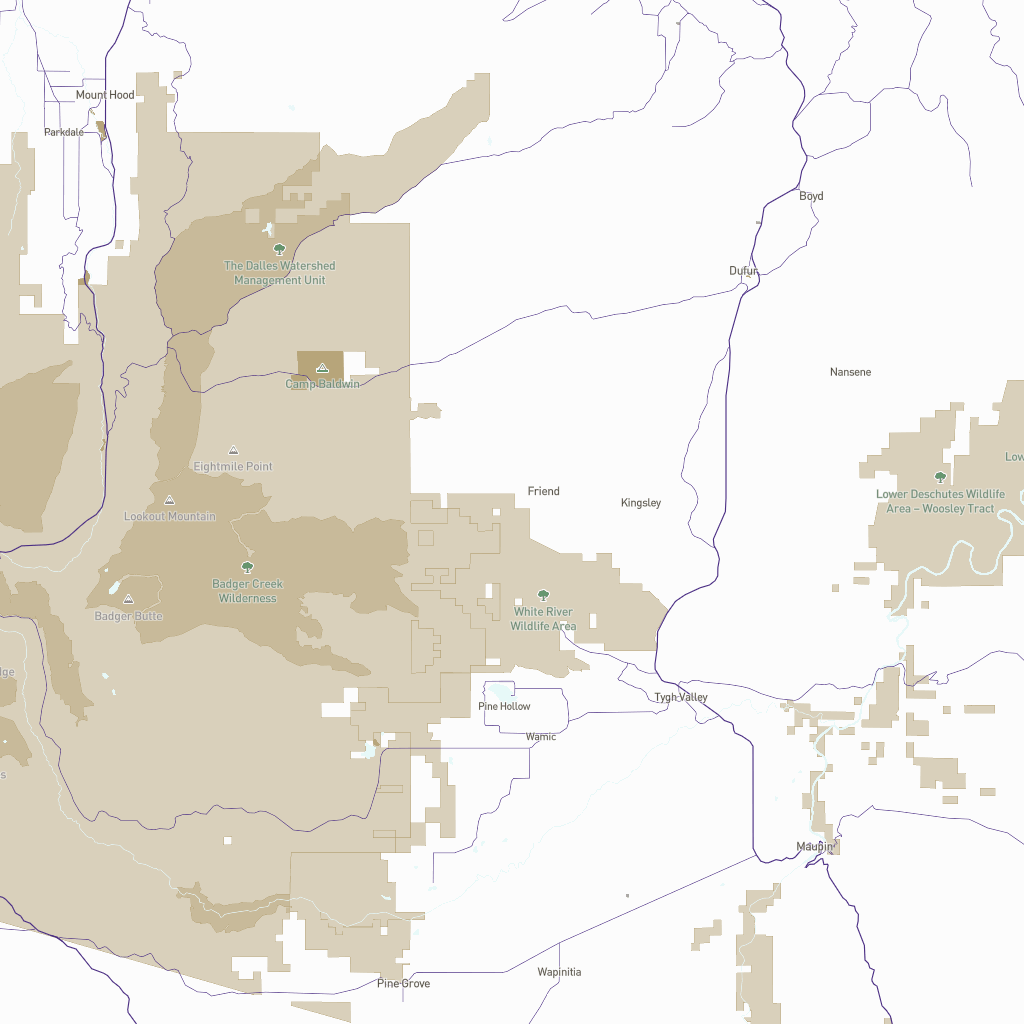 Mount Hood
Parkdale
Boyd
The Dalles Watershed
Management Unit
Dufur
Camp Baldwin
Nansene
Low
Eightmile Point
Friend
Kingsley
Lower Deschutes Wildlife
Area – Woosley Tract
Lookout Mountain
Badger Creek
Wilderness
Badger Butte
White River
Wildlife Area
lge
Tygh Valley
Pine Hollow
Wamic
s
Maupin
Wapinitia
Pine Grove